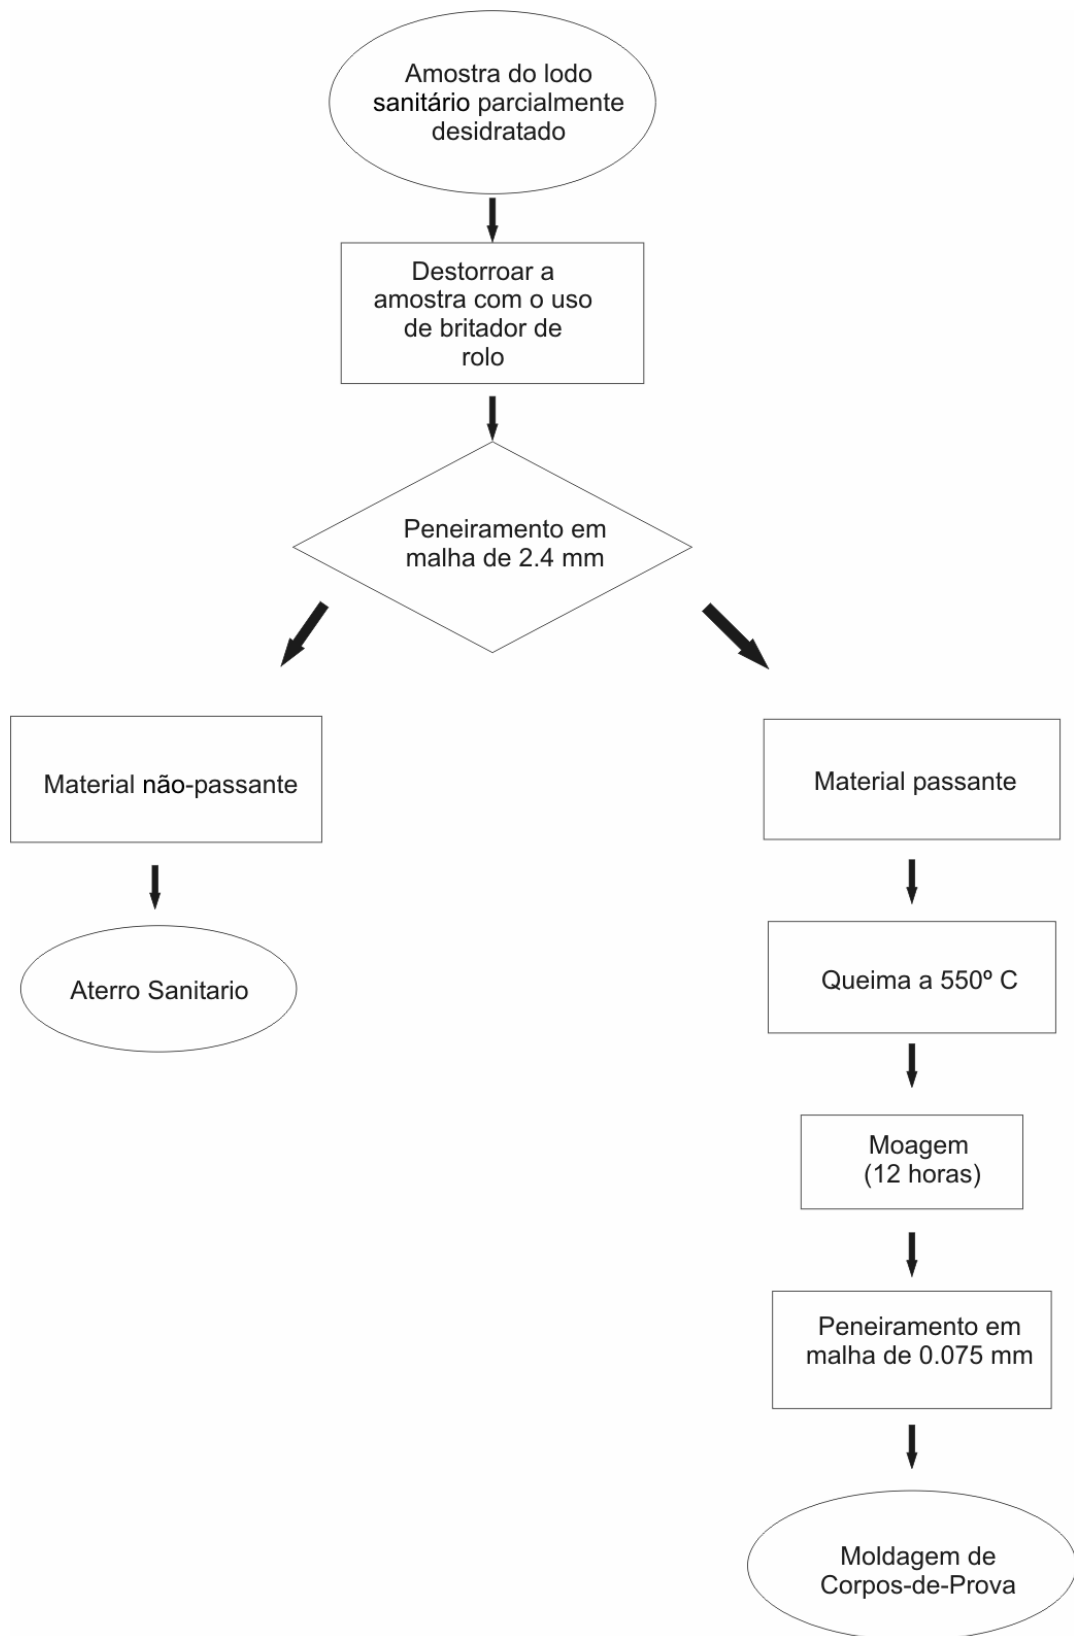 Amostra do lodo
sanitário parcialmente
desidratado
Destorroar a
amostra com o uso
de britador de
rolo
Peneiramento em
malha de 2.4 mm
Material não-passante
Material passante
Aterro Sanitario
Queima a 550º C
Moagem
(12 horas)
Peneiramento em
malha de 0.075 mm
Moldagem de
Corpos-de-Prova